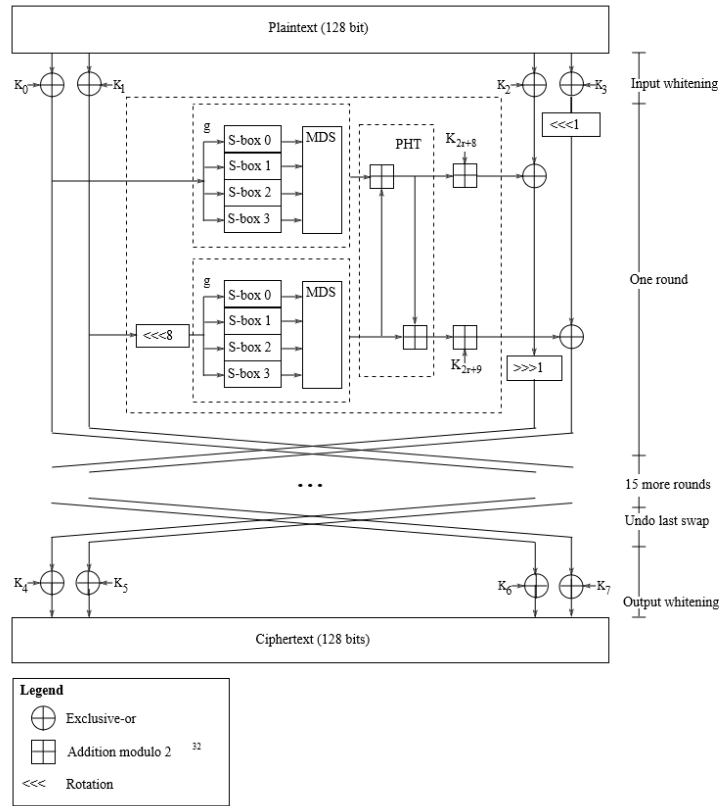 Plaintext (128 bit)
K0 K1 K2 K3 Input whitening
<<<1
g MDS PHT K2r+8
S-box 0
S-box 1
S-box 2
S-box 3
One round
g MDS
S-box 0
S-box 1
<<<8
S-box 2
S-box 3
K2r+9
>>>1
... 15 more rounds
Undo last swap
K4 K5 K6 K7
Output whitening
Ciphertext (128 bits)
Legend
Exclusive-or
Addition modulo 2 32
<<< Rotation